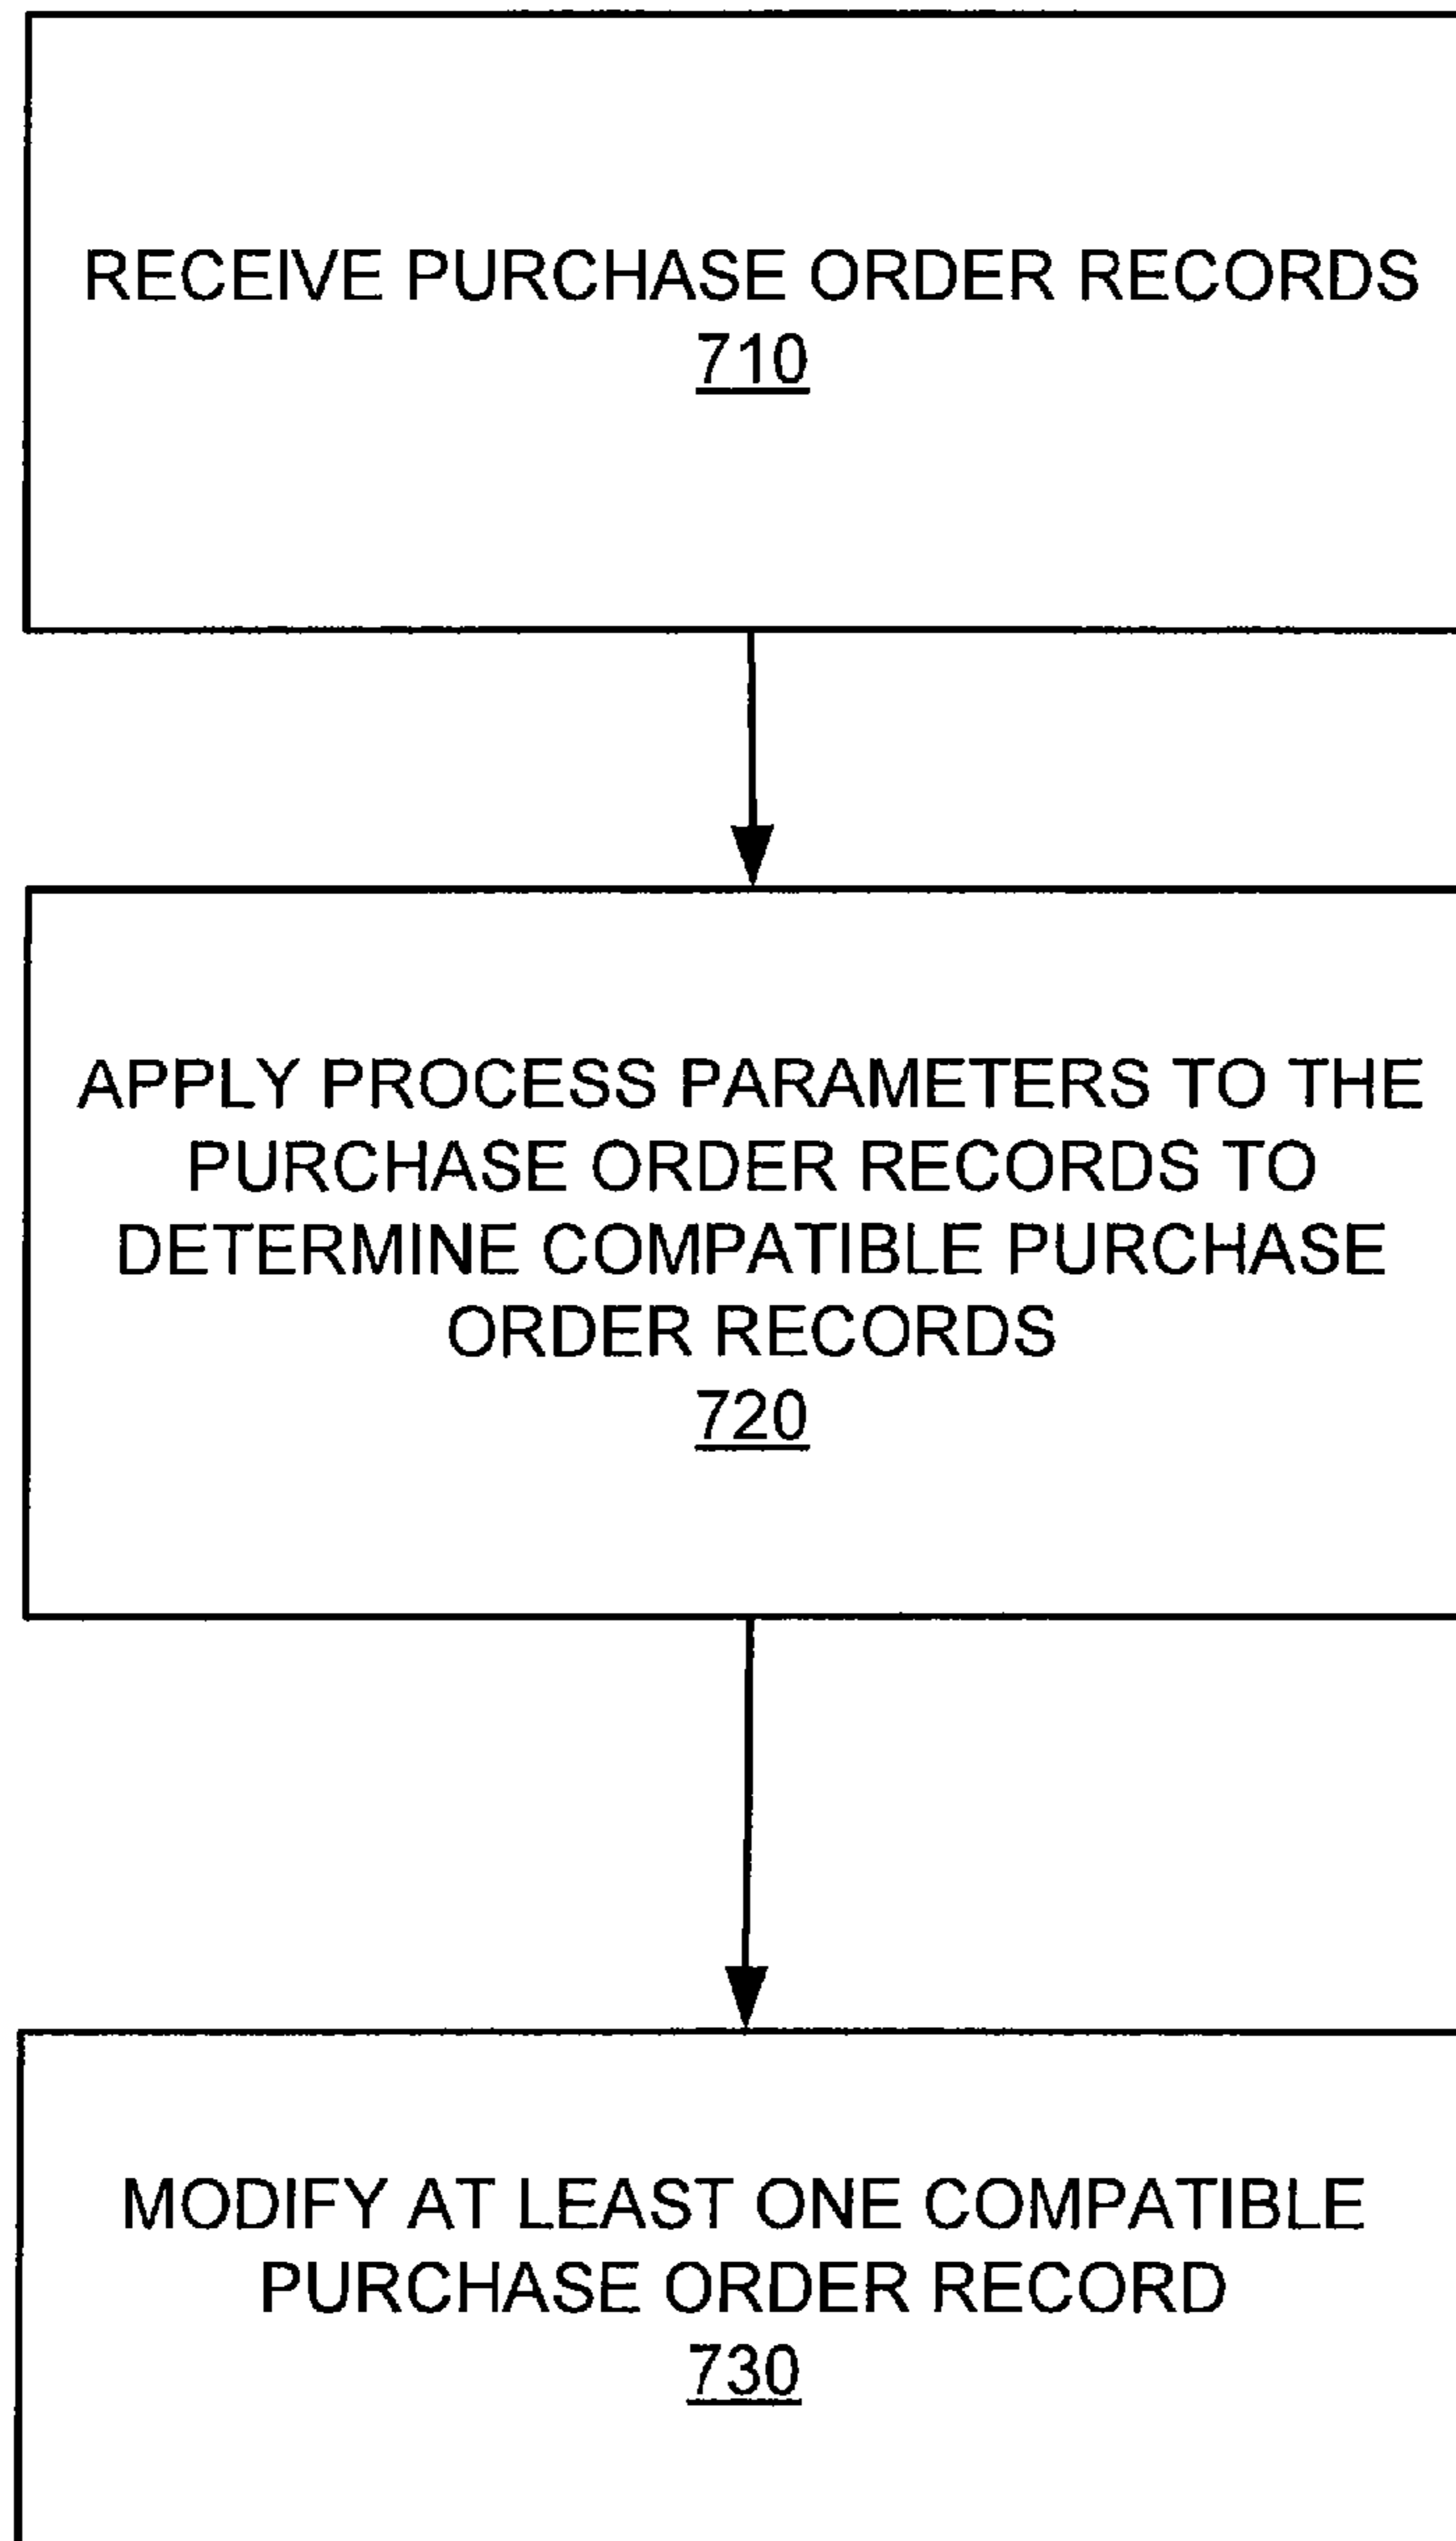 RECEIVE PURCHASE ORDER RECORDS
710
APPLY PROCESS PARAMETERS TO THE
PURCHASE ORDER RECORDS TO
DETERMINE COMPATIBLE PURCHASE
ORDER RECORDS
720
MODIFY AT LEAST ONE COMPATIBLE
PURCHASE ORDER RECORD
730